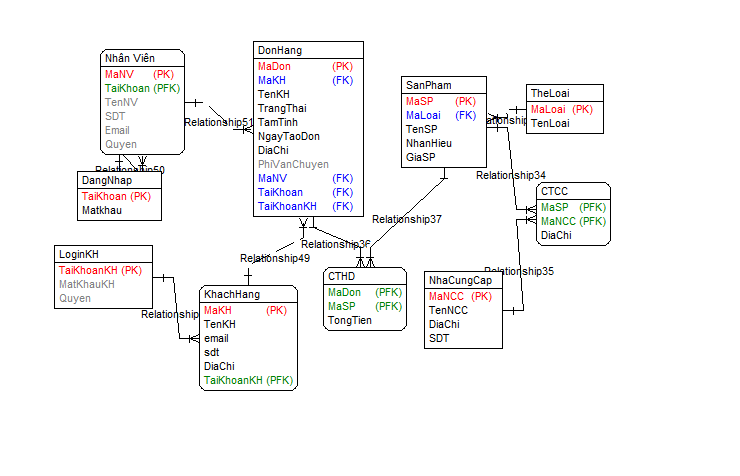 Nhân Viên
MaNV (PK)
TaiKhoan (PFK)
TenNV
SDT
Email
Quyen
Relationship50
DangNhap
TaiKhoan (PK)
Matkhau
Relationship51
DonHang
MaDon (PK)
MaKH (FK)
TenKH
TrangThai
TamTinh
NgayTaoDon
DiaChi
PhiVanChuyen
MaNV (FK)
TaiKhoan (FK)
TaiKhoanKH (FK)
SanPham
MaSP (PK)
MaLoai (FK)
TenSP
NhanHieu
GiaSP
TheLoai
MaLoai (PK)
TenLoai
Relationship34
CTCC
MaSP (PFK)
MaNCC (PFK)
DiaChi
Relationship37
Relationship49
LoginKH
TaiKhoanKH (PK)
MatKhauKH
Quyen
Relationship
KhachHang
MaKH (PK)
TenKH
email
sdt
DiaChi
TaiKhoanKH (PFK)
CTHD
MaDon (PFK)
MaSP (PFK)
TongTien
Relationship35
NhaCungCap
MaNCC (PK)
TenNCC
DiaChi
SDT